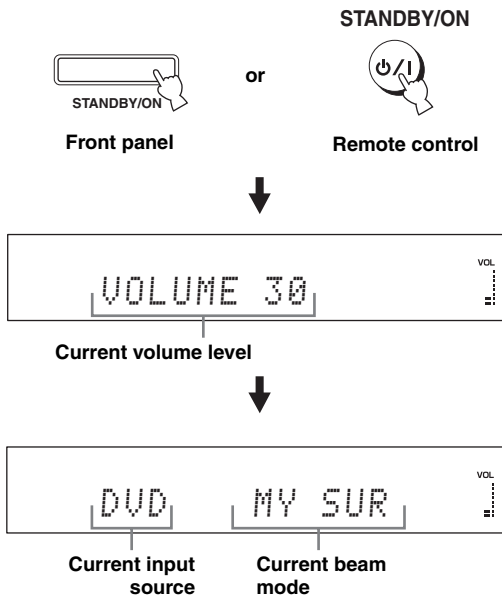 STANDBY/ON
or
STANDBY/ON
Front panel
Remote control
VOL
VOLUME 30
Current volume level
VOL
DVD MY SUR
Current input source
Current beam mode